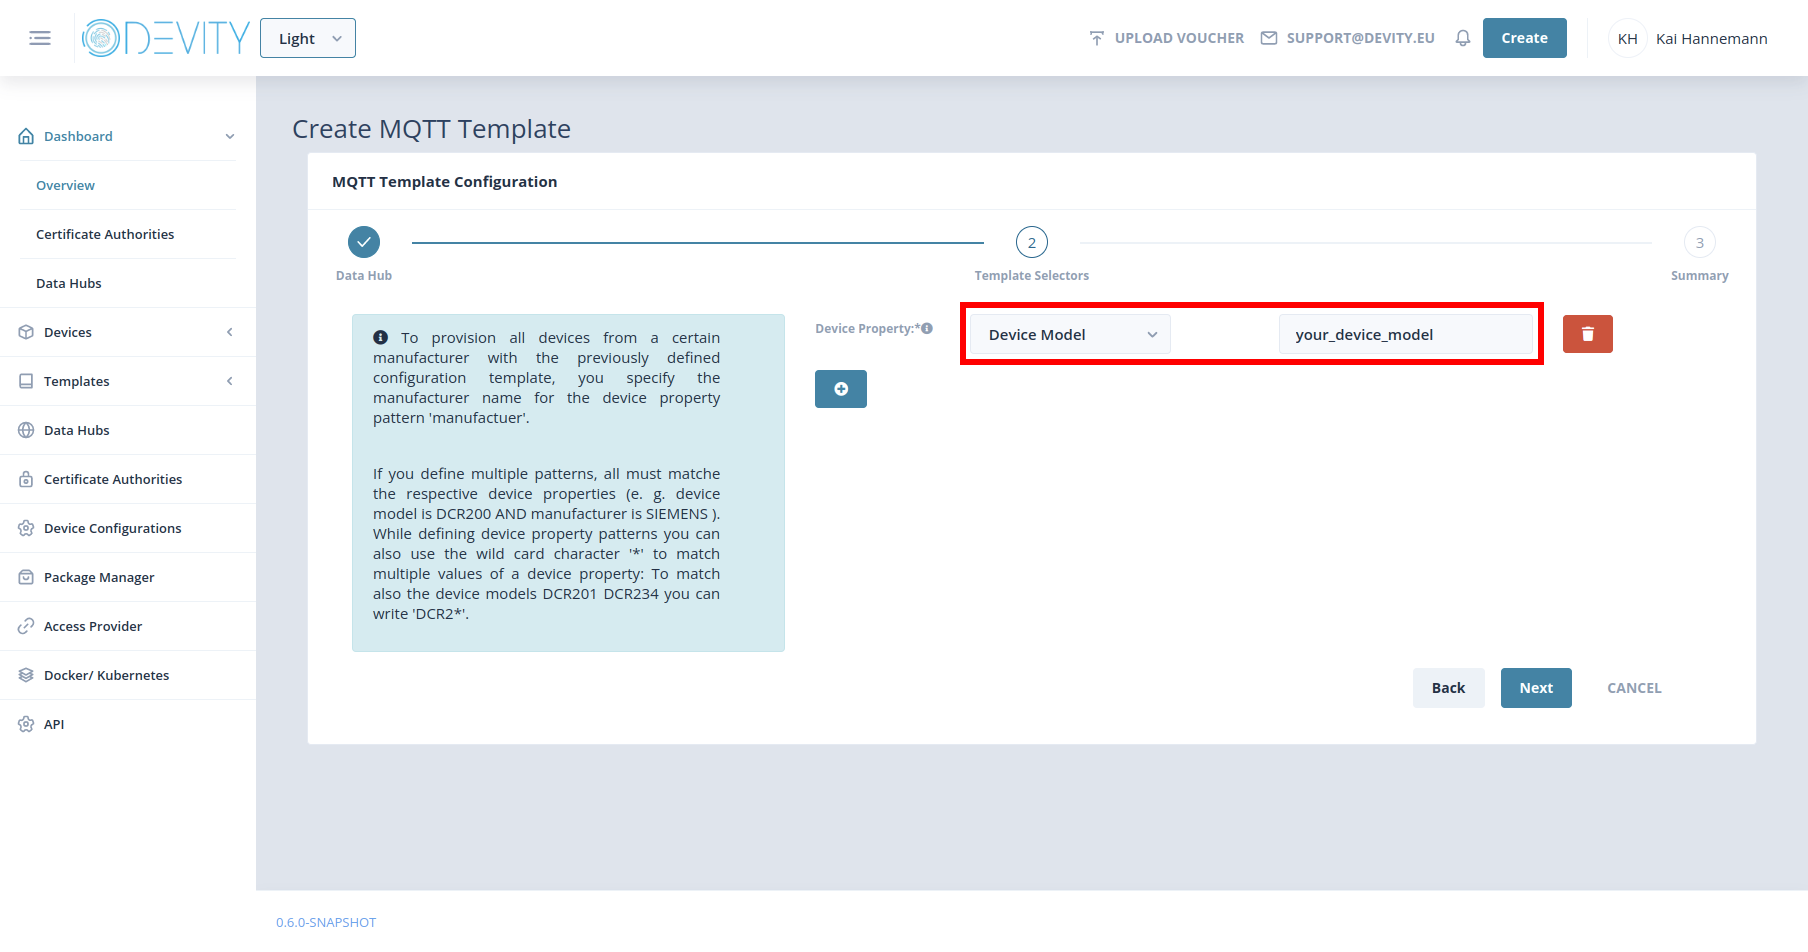 DEVITY
Light
UPLOAD VOUCHER
SUPPORT@DEVITY.EU
Create
KH
Kai Hannemann
Dashboard
Overview
Certificate Authorities
Data Hubs
Devices
Templates
Data Hubs
Certificate Authorities
Device Configurations
Package Manager
Access Provider
Docker/ Kubernetes
API
Create MQTT Template
MQTT Template Configuration
2
3
Data Hub
Template Selectors
Summary
To provision all devices from a certain
manufacturer with the previously defined
configuration template, you specify the
manufacturer name for the device property
pattern 'manufactuer'.
If you define multiple patterns, all must matche
the respective device properties (e. g. device
model is DCR200 AND manufacturer is SIEMENS ).
While defining device property patterns you can
also use the wild card character '*' to match
multiple values of a device property: To match
also the device models DCR201 DCR234 you can
write 'DCR2*'.
Device Property:*
Device Model
your_device_model
Back
Next
CANCEL
0.6.0-SNAPSHOT